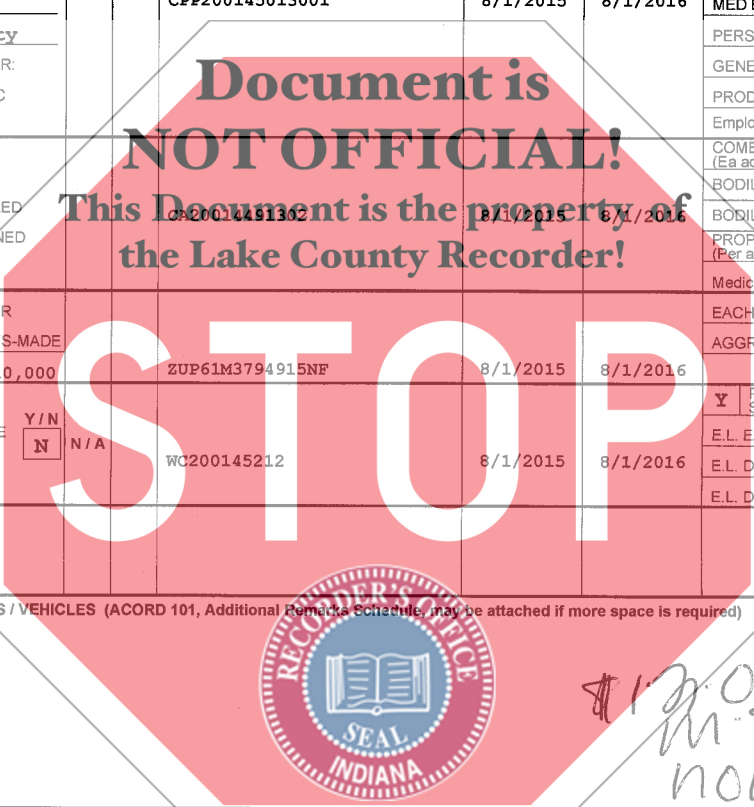 CPP200145013001 8/1/2015 8/1/2016 MED E
cy PERS
R: Document is GENE
C PROD
NOT OFFICIAL! Emplo
COMB
(Ea ac
BODIL
This Document is the property of
ED CA20014491302 8/1/2015 8/1/2016 BODIL
NED PROP
the Lake County Recorder! (Per a
Medic
R EACH
S-MADE AGGR
0,000 ZUP61M3794915NF 8/1/2015 8/1/2016
STOP
Y / N Y
E N N / A E.L. E
WC200145212 8/1/2015 8/1/2016 E.L. D
E.L. D
S / VEHICLES (ACORD 101, Additional Remarks Schedule, may be attached if more space is required)
RECORDER'S OFFICE
SEAL
INDIANA